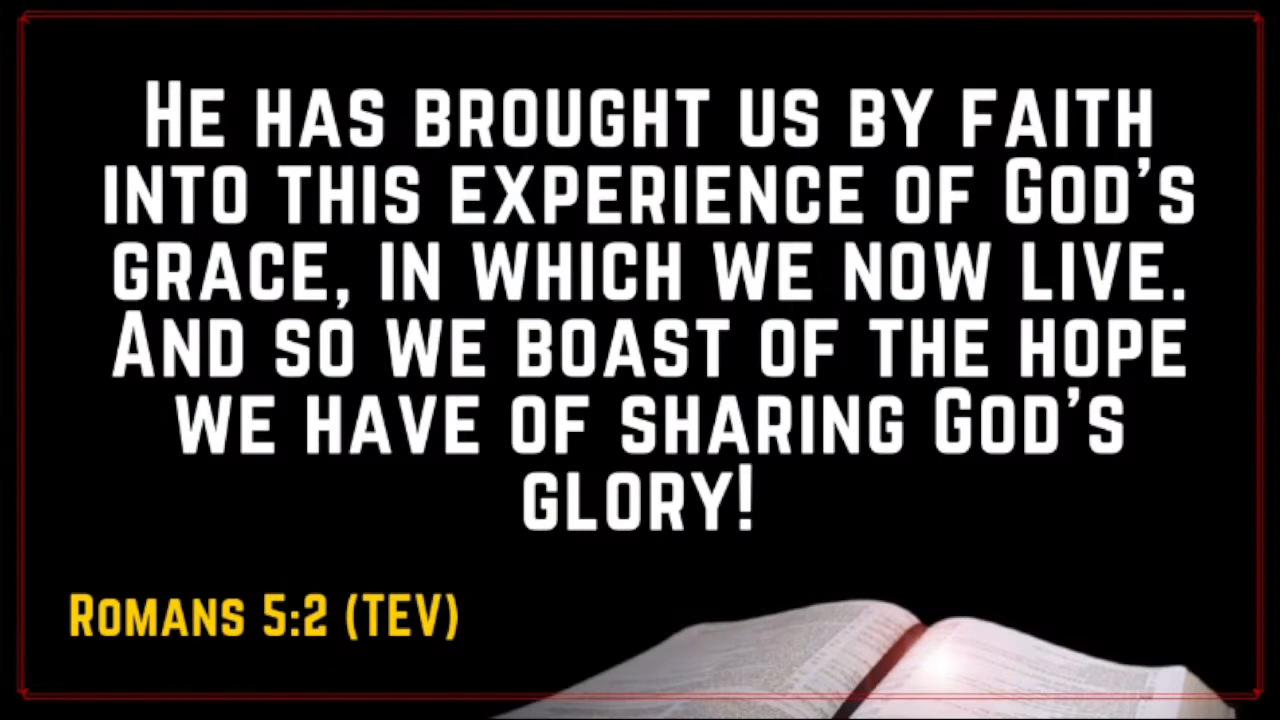 He has brought us by faith
into this experience of God's
grace, in which we now live.
And so we boast of the hope
we have of sharing God's
glory!
Romans 5:2 (TEV)